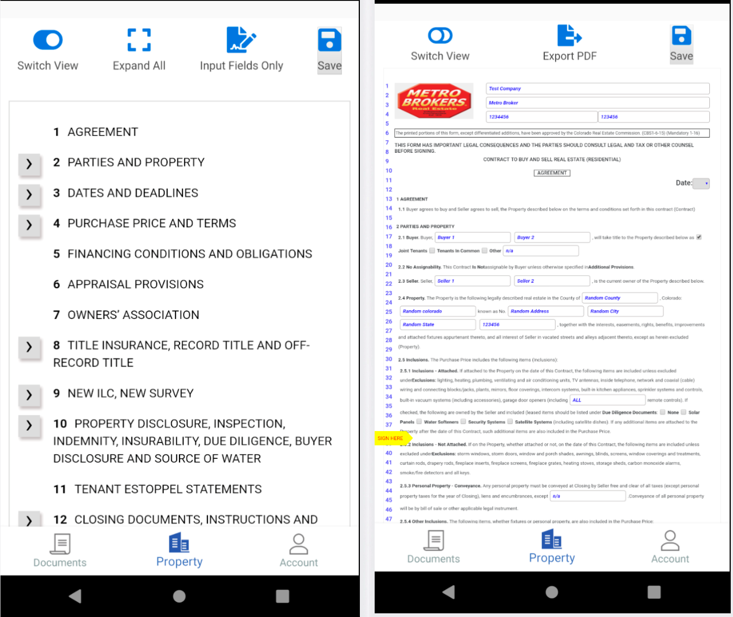 Switch View
Expand All
Input Fields Only
Save
1 AGREEMENT
2 PARTIES AND PROPERTY
3 DATES AND DEADLINES
4 PURCHASE PRICE AND TERMS
5 FINANCING CONDITIONS AND OBLIGATIONS
6 APPRAISAL PROVISIONS
7 OWNERS' ASSOCIATION
8 TITLE INSURANCE, RECORD TITLE AND OFF-
RECORD TITLE
9 NEW ILC, NEW SURVEY
10 PROPERTY DISCLOSURE, INSPECTION,
INDEMNITY, INSURABILITY, DUE DILIGENCE, BUYER
DISCLOSURE AND SOURCE OF WATER
11 TENANT ESTOPPEL STATEMENTS
12 CLOSING DOCUMENTS, INSTRUCTIONS AND
Documents
Property
Account
Switch View
Export PDF
Save
METRO
BROKERS
Real Estate
Test Company
Metro Broker
1234456 123456
The printed portions of this form, except differentiated additions, have been approved by the Colorado Real Estate Commission. (CBS1-6-15) (Mandatory 1-16)
THIS FORM HAS IMPORTANT LEGAL CONSEQUENCES AND THE PARTIES SHOULD CONSULT LEGAL AND TAX OR OTHER COUNSEL
BEFORE SIGNING.
CONTRACT TO BUY AND SELL REAL ESTATE (RESIDENTIAL)
AGREEMENT
Date:
1 AGREEMENT
1.1 Buyer agrees to buy and Seller agrees to sell, the Property described below on the terms and conditions set forth in this contract (Contract)
2 PARTIES AND PROPERTY
2.1 Buyer. Buyer, Buyer 1 Buyer 2 , will take title to the Property described below as
Joint Tenants Tenants In Common Other n/a
2.2 No Assignability. This Contract Is Notassignable by Buyer unless otherwise specified inAdditional Provisions
2.3 Seller. Seller, Seller 1 Seller 2 , is the current owner of the Property described below.
2.4 Property. The Property is the following legally described real estate in the County of Random County , Colorado
Random colorado known as No. Random Address Random City
Random State 123456 , together with the interests, easements, rights, benefits, improvements
and attached fixtures appurtenant thereto, and all interest of Seller in vacated streets and alleys adjacent thereto, except as herein excluded
(Property).
2.5 Inclusions. The Purchase Price includes the following items (Inclusions):
2.5.1 Inclusions - Attached. If attached to the Property on the date of this Contract, the following items are included unless excluded
underExclusions: lighting, heating, plumbing, ventilating and air conditioning units, TV antennas, inside telephone, network and coaxial (cable)
wiring and connecting blocks/jacks, plants, mirrors, floor coverings, intercom systems, built-in kitchen appliances, sprinkler systems and controls,
built-in vacuum systems (including accessories), garage door openers (including ALL remote controls). If
checked, the following are owned by the Seller and included (leased items should be listed under Due Diligence Documents None Solar
Panels Water Softeners Security Systems Satellite Systems (including satellite dishes). If any additional items are attached to the
Property after the date of this Contract, such additional items are also included in the Purchase Price.
SIGN HERE
Inclusions - Not Attached. If on the Property, whether attached or not, on the date of this Contract, the following items are included unless
excluded underExclusions: storm windows, storm doors, window and porch shades, awnings, blinds, screens, window coverings and treatments,
curtain rods, drapery rods, fireplace inserts, fireplace screens, fireplace grates, heating stoves, storage sheds, carbon monoxide alarms,
smoke/fire detectors and all keys.
2.5.3 Personal Property - Conveyance. Any personal property must be conveyed at Closing by Seller free and clear of all taxes (except personal
property taxes for the year of Closing), liens and encumbrances, except n/a .Conveyance of all personal property
will be by bill of sale or other applicable legal instrument.
2.5.4 Other Inclusions. The following items, whether fixtures or personal property, are also included in the Purchase Price:
Documents
Property
Account